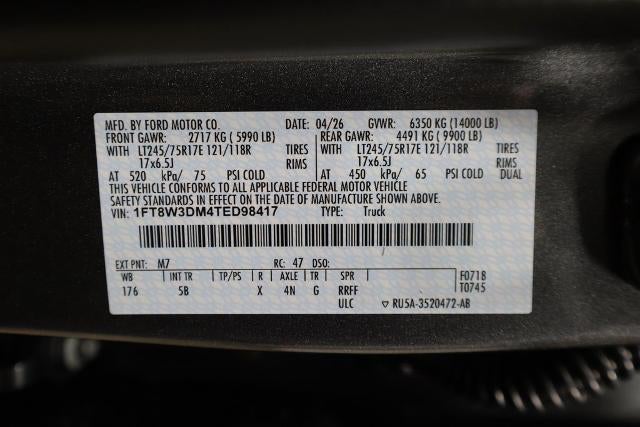 MFD. BY FORD MOTOR CO. DATE: 04/26 GVWR: 6350 KG (14000 LB)
FRONT GAWR: 2717 KG ( 5990 LB) REAR GAWR: 4491 KG ( 9900 LB)
WITH LT245/75R17E 121/118R TIRES WITH LT245/75R17E 121/118R TIRES
17x6.5J RIMS 17x6.5J RIMS
AT 520 kPa/ 75 PSI COLD AT 450 kPa/ 65 PSI COLD DUAL
THIS VEHICLE CONFORMS TO ALL APPLICABLE FEDERAL MOTOR VEHICLE
SAFETY STANDARDS IN EFFECT ON THE DATE OF MANUFACTURE SHOWN ABOVE.
VIN: 1FT8W3DM4TED98417 TYPE: Truck
EXT PNT: M7 RC: 47 DSO:
WB INT TR TP/PS R AXLE TR SPR F0718
176 5B X 4N G RRFF T0745
ULC ▽ RU5A-3520472-AB